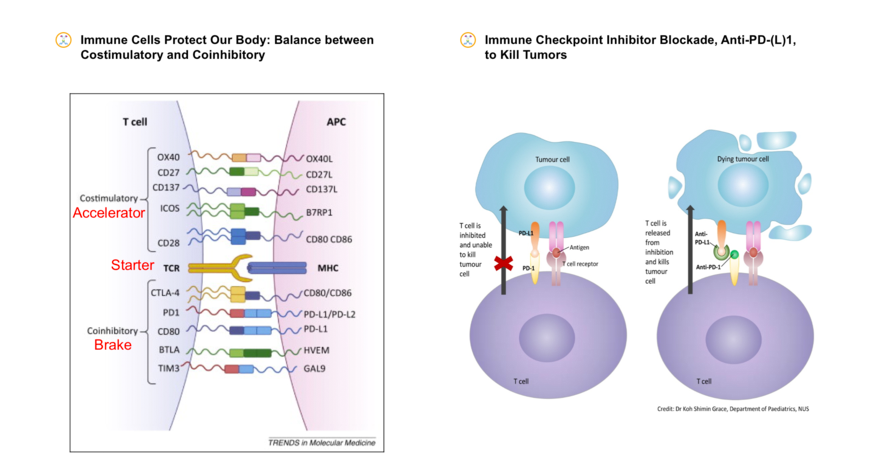 Immune Cells Protect Our Body: Balance between
Costimulatory and Coinhibitory
T cell
APC
OX40
OX40L
CD27
CD27L
CD137
CD137L
Costimulatory
Accelerator
ICOS
B7RP1
CD28
CD80 CD86
Starter
TCR
MHC
CTLA-4
CD80/CD86
PD1
PD-L1/PD-L2
Coinhibitory
Brake
CD80
PD-L1
BTLA
HVEM
TIM3
GAL9
TRENDS in Molecular Medicine
Immune Checkpoint Inhibitor Blockade, Anti-PD-(L)1,
to Kill Tumors
Tumour cell
T cell is
inhibited
and unable
to kill
tumour
cell
PD-L1
PD-1
Antigen
T cell receptor
T cell
Dying tumour cell
T cell is
released
from
inhibition
and kills
tumour
cell
Anti-
PD-L1
Anti-PD-1
T cell
Credit: Dr Koh Shimin Grace, Department of Paediatrics, NUS